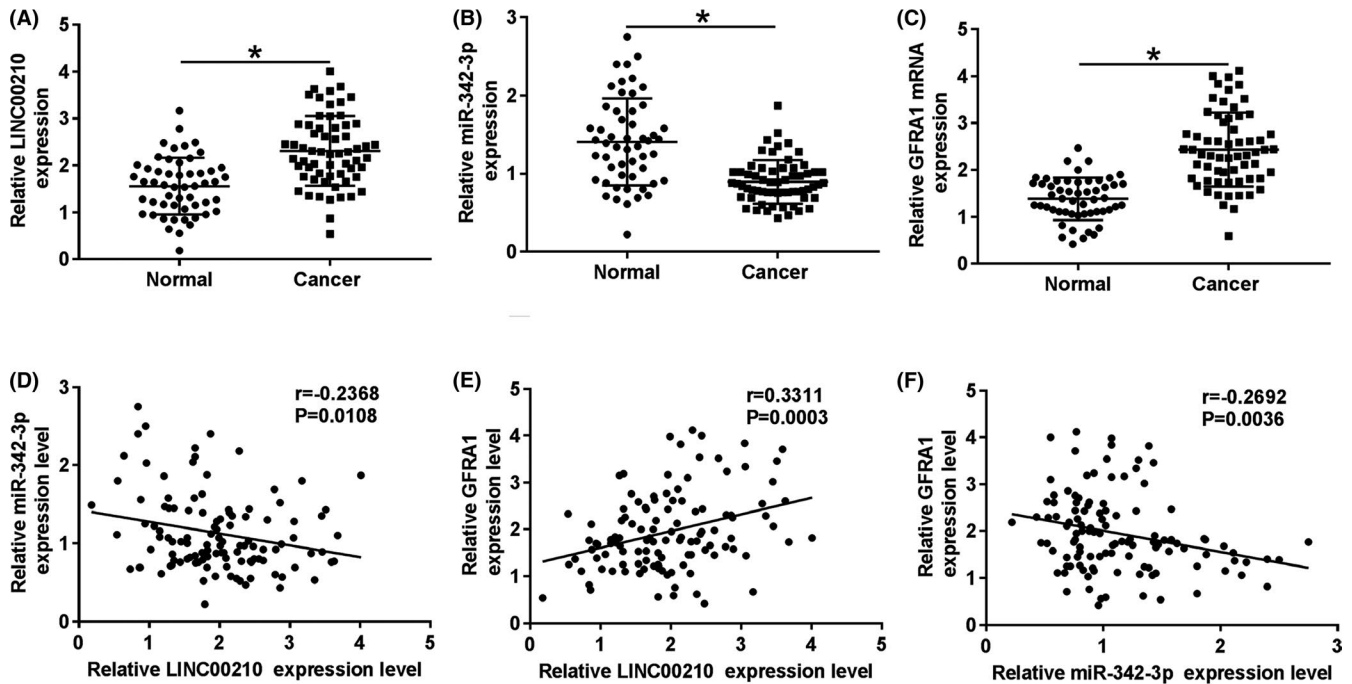 (A)
Relative LINC00210
expression
5
4
3
2
1
0
*
Normal
Cancer
(B)
Relative miR-342-3p
expression
3
2
1
0
*
Normal
Cancer
(C)
Relative GFRA1 mRNA
expression
5
4
3
2
1
0
*
Normal
Cancer
(D)
Relative miR-342-3p
expression level
3
2
1
0
r=-0.2368
P=0.0108
0 1 2 3 4 5
Relative LINC00210 expression level
(E)
Relative GFRA1
expression level
5
4
3
2
1
0
r=0.3311
P=0.0003
0 1 2 3 4 5
Relative LINC00210 expression level
(F)
Relative GFRA1
expression level
5
4
3
2
1
0
r=-0.2692
P=0.0036
0 1 2 3
Relative miR-342-3p expression level